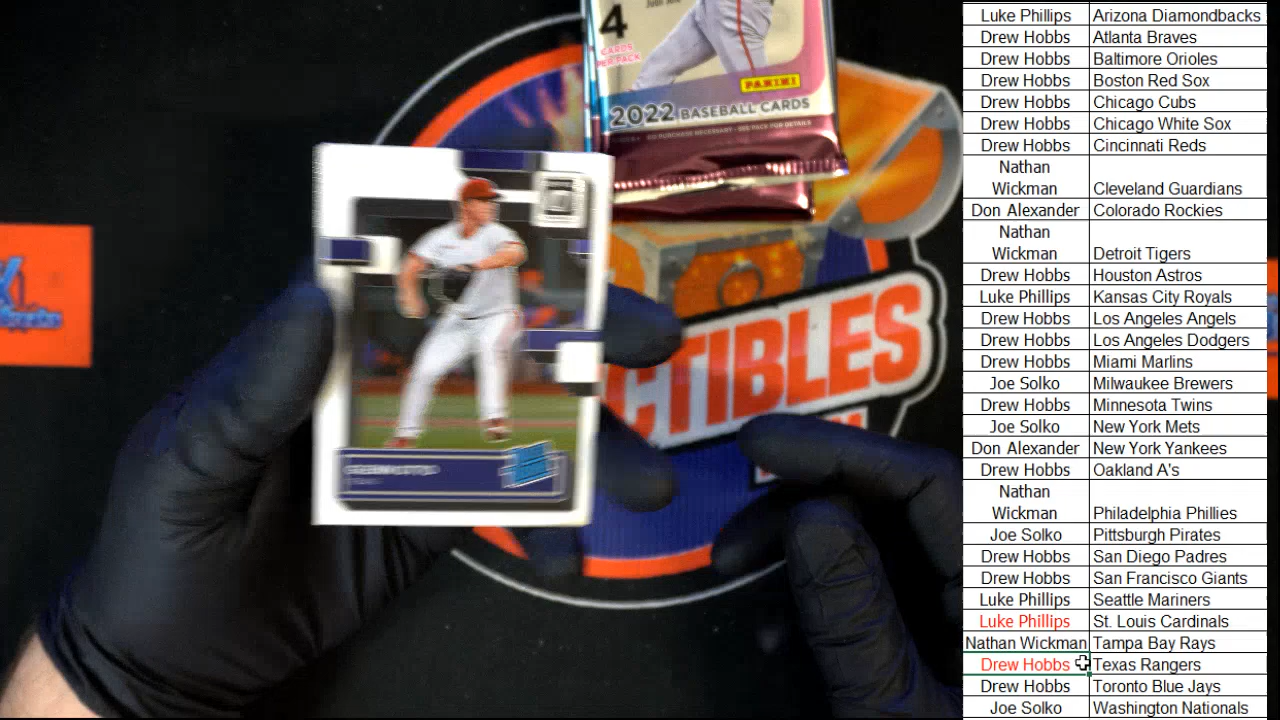 4
CARDS
PER PACK
PANINI
2022 BASEBALL CARDS
CTIBLES
Luke Phillips Arizona Diamondbacks
Drew Hobbs Atlanta Braves
Drew Hobbs Baltimore Orioles
Drew Hobbs Boston Red Sox
Drew Hobbs Chicago Cubs
Drew Hobbs Chicago White Sox
Drew Hobbs Cincinnati Reds
Nathan
Wickman Cleveland Guardians
Don Alexander Colorado Rockies
Nathan
Wickman Detroit Tigers
Drew Hobbs Houston Astros
Luke Phillips Kansas City Royals
Drew Hobbs Los Angeles Angels
Drew Hobbs Los Angeles Dodgers
Drew Hobbs Miami Marlins
Joe Solko Milwaukee Brewers
Drew Hobbs Minnesota Twins
Joe Solko New York Mets
Don Alexander New York Yankees
Drew Hobbs Oakland A's
Nathan
Wickman Philadelphia Phillies
Joe Solko Pittsburgh Pirates
Drew Hobbs San Diego Padres
Drew Hobbs San Francisco Giants
Luke Phillips Seattle Mariners
Luke Phillips St. Louis Cardinals
Nathan Wickman Tampa Bay Rays
Drew Hobbs Texas Rangers
Drew Hobbs Toronto Blue Jays
Joe Solko Washington Nationals